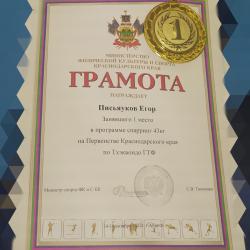 МИНИСТЕРСТВО
ФИЗИЧЕСКОЙ КУЛЬТУРЫ И СПОРТА
КРАСНОДАРСКОГО КРАЯ
ГРАМОТА
НАГРАЖДАЕТ
Письмуков Егор
Занявшего 1 место
в программе спарринг 43кг
на Первенстве Краснодарского края
по Тхэквондо ГТФ
1